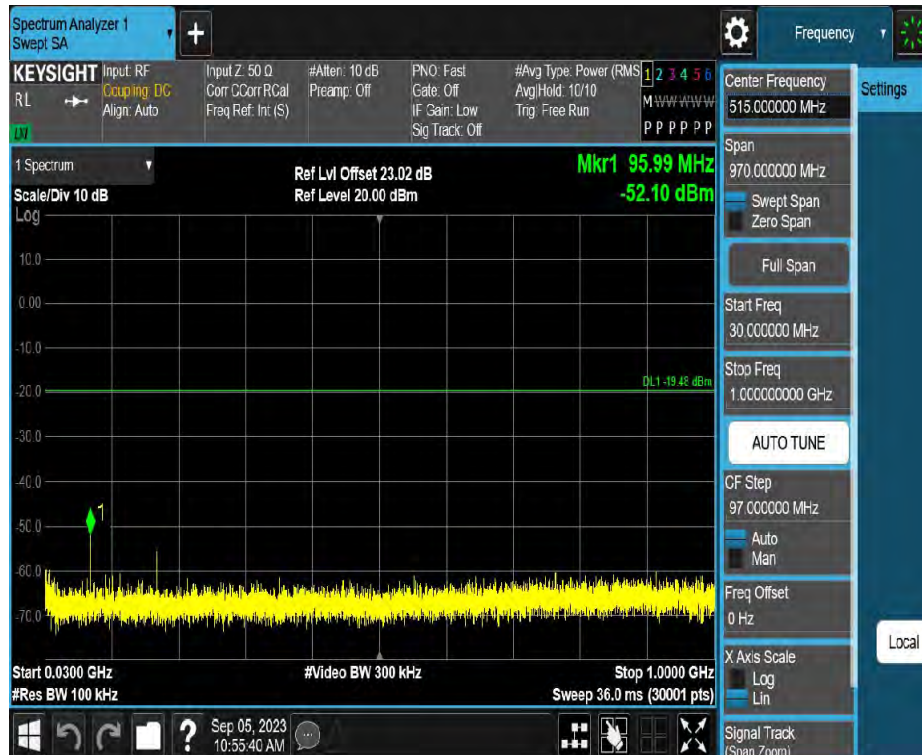 Spectrum Analyzer 1
Swept SA
+
Frequency
KEYSIGHT
RL
LXI
Input: RF
Coupling: DC
Align: Auto
Input Z: 50 Ω
Corr CCorr RCal
Freq Ref: Int (S)
#Atten: 10 dB
Preamp: Off
PNO: Fast
Gate: Off
IF Gain: Low
Sig Track: Off
#Avg Type: Power (RMS
Avg|Hold: 10/10
Trig: Free Run
1 2 3 4 5 6
M W W W W W
P P P P P P
1 Spectrum
Scale/Div 10 dB
Log
Ref Lvl Offset 23.02 dB
Ref Level 20.00 dBm
Mkr1 95.99 MHz
-52.10 dBm
10.0
0.00
-10.0
-20.0
-30.0
-40.0
-50.0
-60.0
-70.0
DL1 -19.48 dBm
1
Start 0.0300 GHz
#Res BW 100 kHz
#Video BW 300 kHz
Stop 1.0000 GHz
Sweep 36.0 ms (30001 pts)
?
Sep 05, 2023
10:55:40 AM
Center Frequency
515.000000 MHz
Span
970.000000 MHz
Swept Span
Zero Span
Full Span
Start Freq
30.000000 MHz
Stop Freq
1.000000000 GHz
AUTO TUNE
CF Step
97.000000 MHz
Auto
Man
Freq Offset
0 Hz
X Axis Scale
Log
Lin
Signal Track
(Span Zoom)
Settings
Local